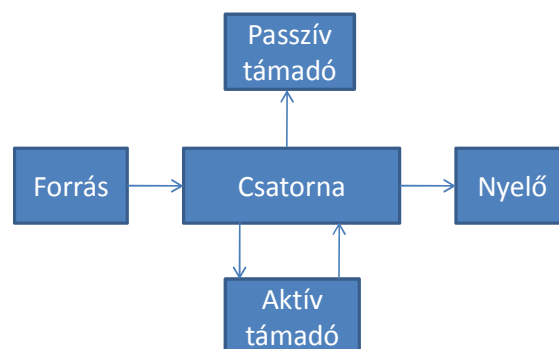 Passzív
támadó
Forrás
Csatorna
Nyelő
Aktív
támadó